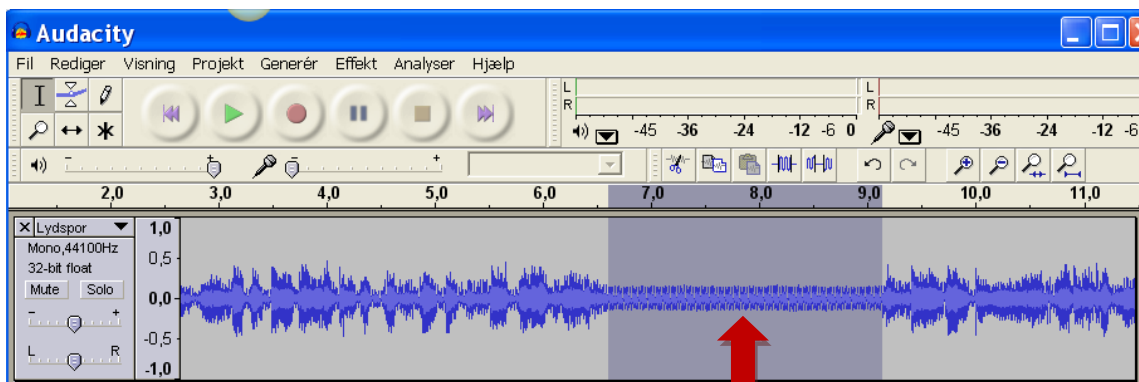 Audacity
Fil Rediger Visning Projekt Generér Effekt Analyser Hjælp
L
R
-45 -36 -24 -12 -6 0
L
R
-45 -36 -24 -12 -6
- +
- +
2,0 3,0 4,0 5,0 6,0 7,0 8,0 9,0 10,0 11,0
Lydspor
Mono,44100Hz
32-bit float
Mute Solo
- +
L R
1,0
0,5
0,0
-0,5
-1,0